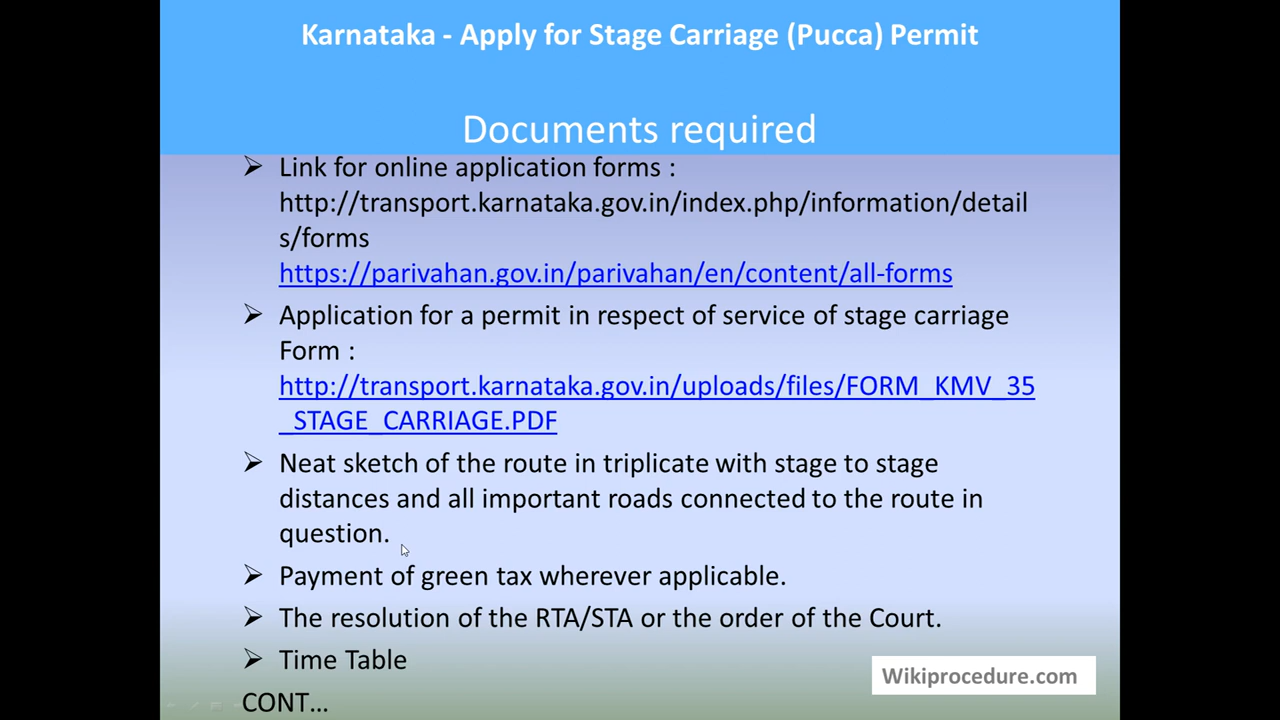 Karnataka - Apply for Stage Carriage (Pucca) Permit
Documents required
Link for online application forms :
http://transport.karnataka.gov.in/index.php/information/detail
s/forms
https://parivahan.gov.in/parivahan/en/content/all-forms
Application for a permit in respect of service of stage carriage
Form :
http://transport.karnataka.gov.in/uploads/files/FORM_KMV_35
_STAGE_CARRIAGE.PDF
Neat sketch of the route in triplicate with stage to stage
distances and all important roads connected to the route in
question.
Payment of green tax wherever applicable.
The resolution of the RTA/STA or the order of the Court.
Time Table
CONT...
Wikiprocedure.com